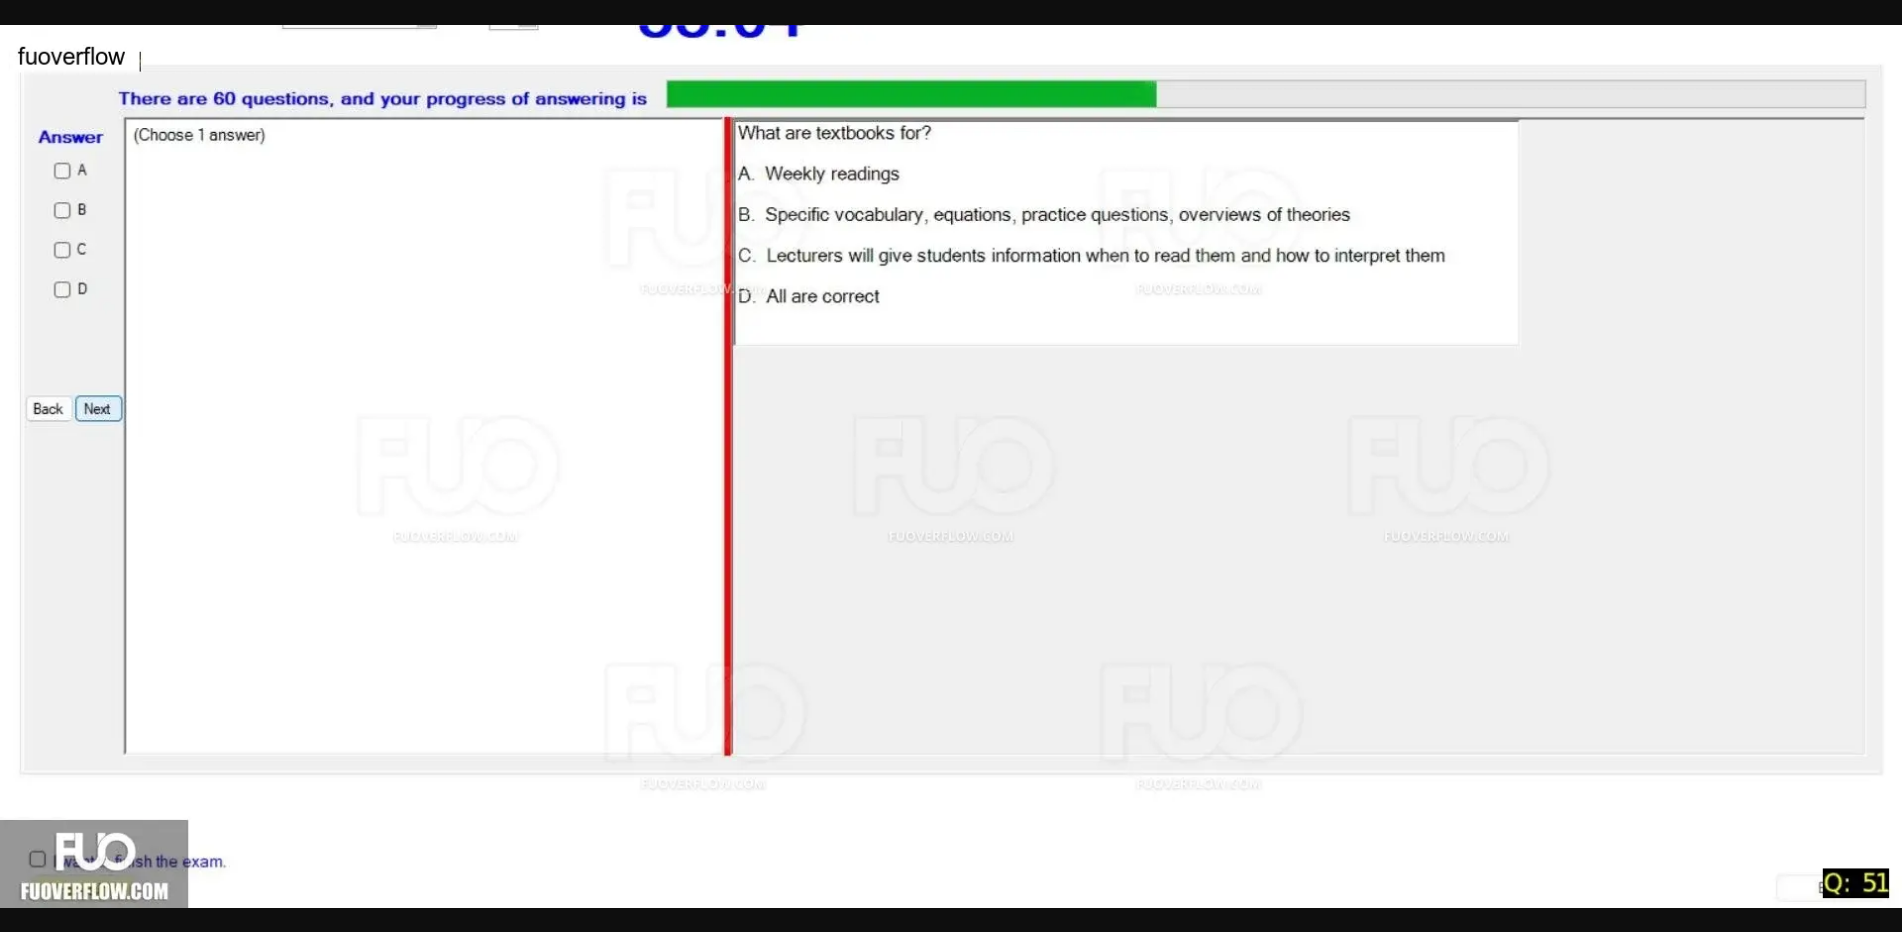 fuoverflow
There are 60 questions, and your progress of answering is
Answer
(Choose 1 answer)
A
B
C
D
Back Next
What are textbooks for?
A. Weekly readings
B. Specific vocabulary, equations, practice questions, overviews of theories
C. Lecturers will give students information when to read them and how to interpret them
D. All are correct
FUO
FUOVERFLOW.COM
FUO
FUOVERFLOW.COM
FUO
FUOVERFLOW.COM
FUO
FUOVERFLOW.COM
FUO
FUOVERFLOW.COM
FUO
FUOVERFLOW.COM
FUO
FUOVERFLOW.COM
the exam.
FUO
FUOVERFLOW.COM
Q: 51